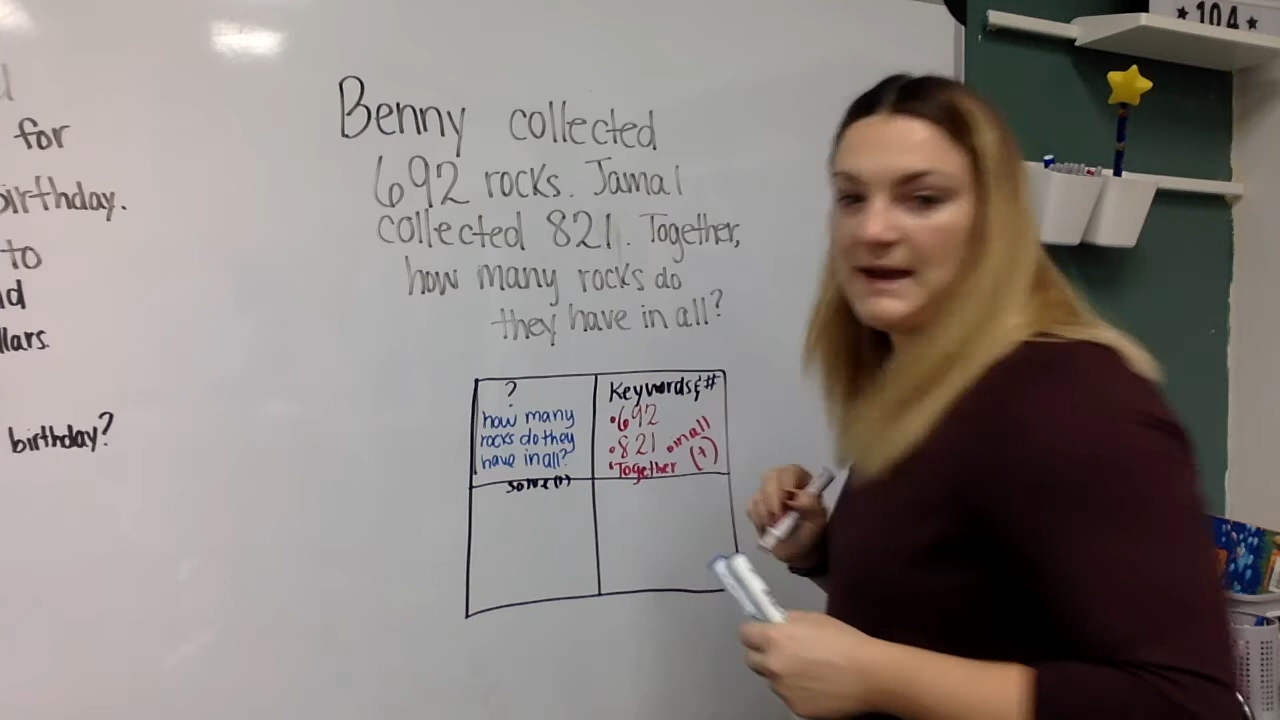 for
birthday.
to
birthday?
Benny collected
692 rocks. Jamal
collected 821. Together,
how many rocks do
they have in all?
?
how many
rocks do they
have in all?
Keywords & #
•692
•821 •in all
•Together (+)
Solve (+)
★104★